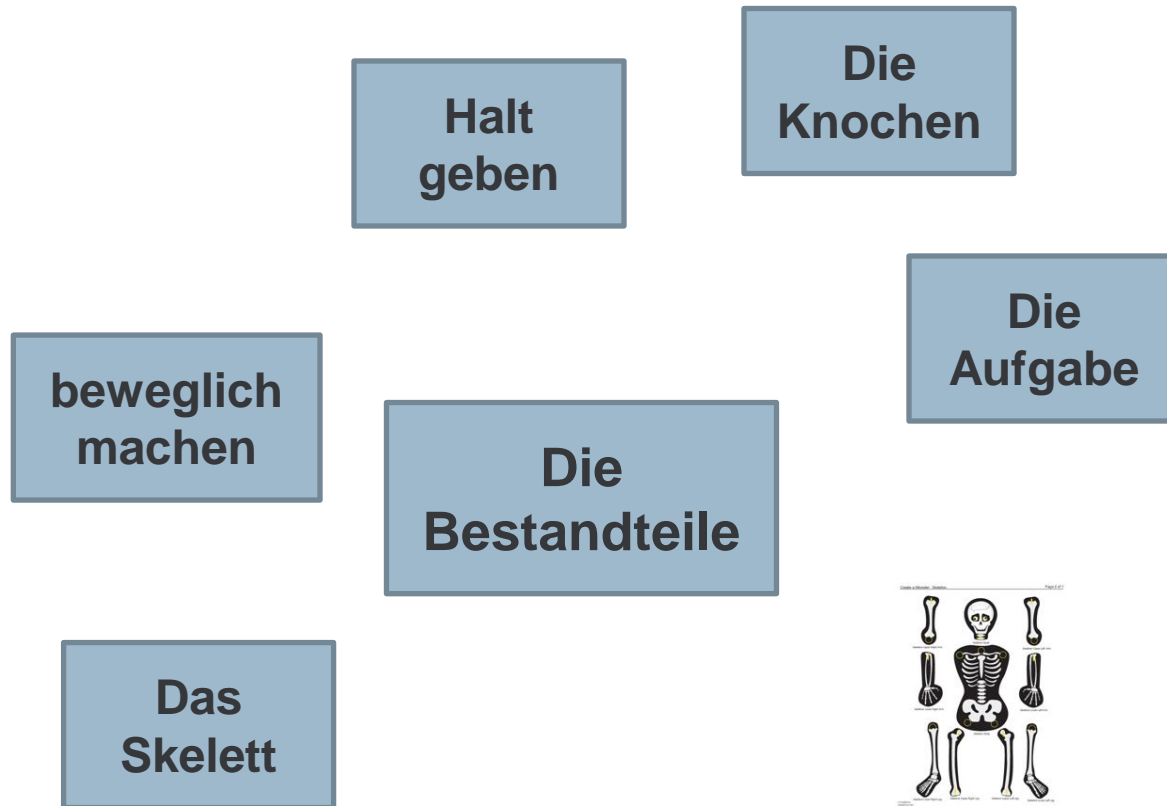 Die
Knochen
Halt
geben
Die
Aufgabe
beweglich
machen
Die
Bestandteile
Das
Skelett